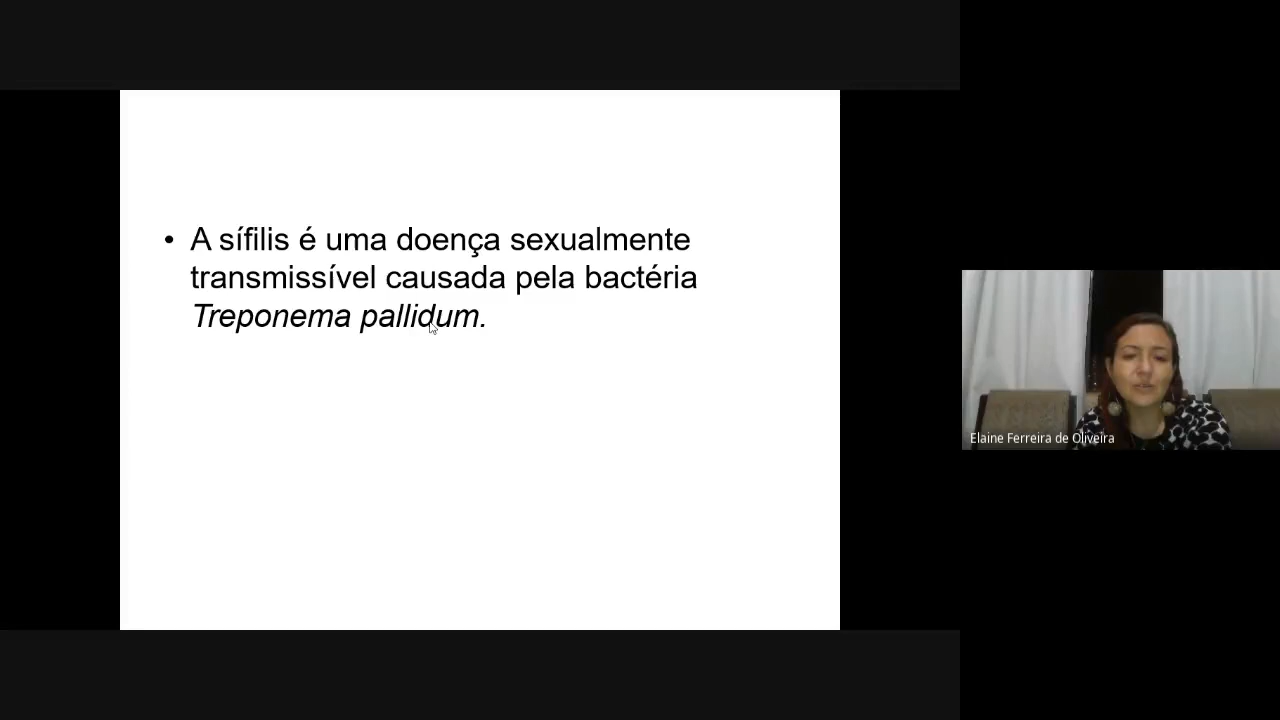 • A sífilis é uma doença sexualmente
transmissível causada pela bactéria
Treponema pallidum.
Elaine Ferreira de Oliveira